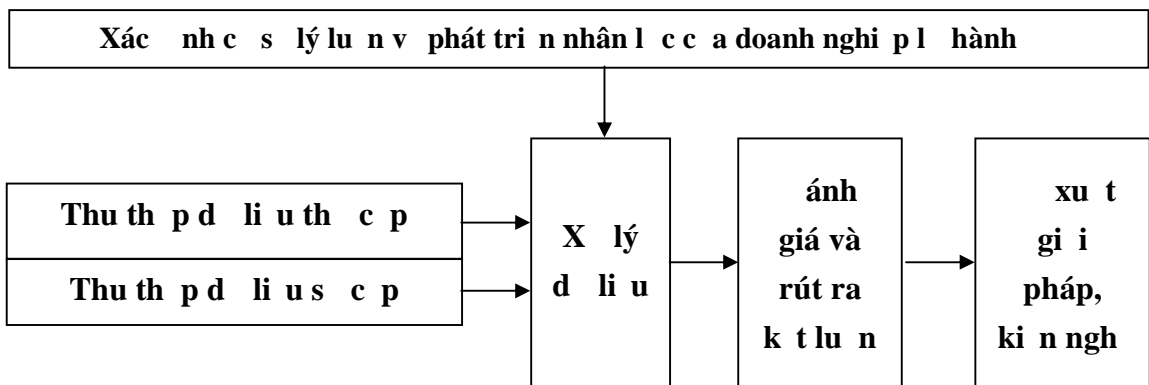 Xác nh c s lý lu n v phát tri n nhân l c c a doanh nghi p l hành
Thu th p d li u th c p
Thu th p d li u s c p
X lý
d li u
ánh
giá và
rút ra
k t lu n
xu t
gi i
pháp,
ki n ngh